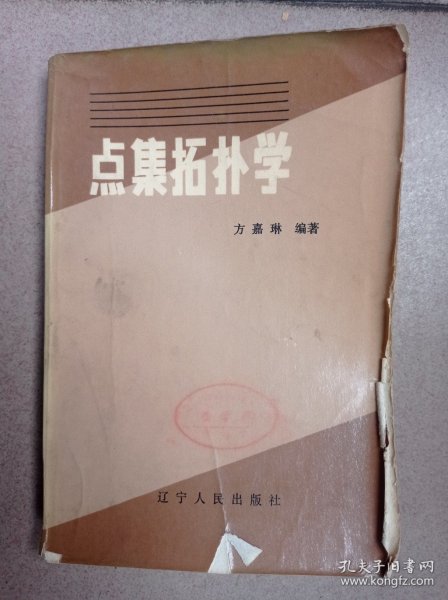 点集拓扑学
方嘉琳 编著
辽宁人民出版社
孔夫子旧书网
www.kongfz.com